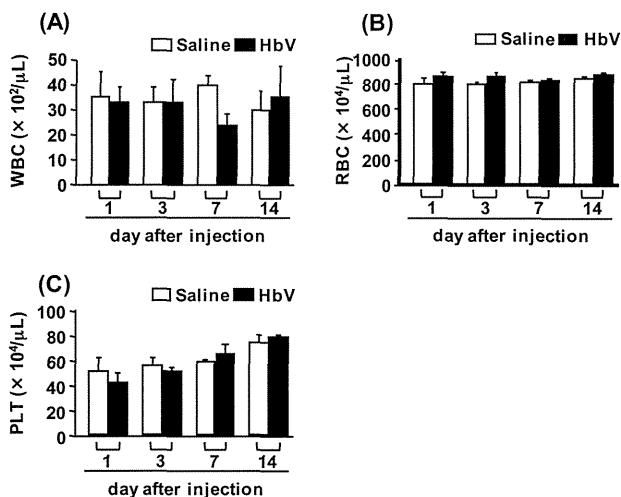 (A)
Saline HbV
WBC (× 10²/μL)
50
40
30
20
10
0
1 3 7 14
day after injection
(B)
Saline HbV
RBC (× 10⁴/μL)
1000
800
600
400
200
0
1 3 7 14
day after injection
(C)
Saline HbV
PLT (× 10⁴/μL)
100
80
60
40
20
0
1 3 7 14
day after injection